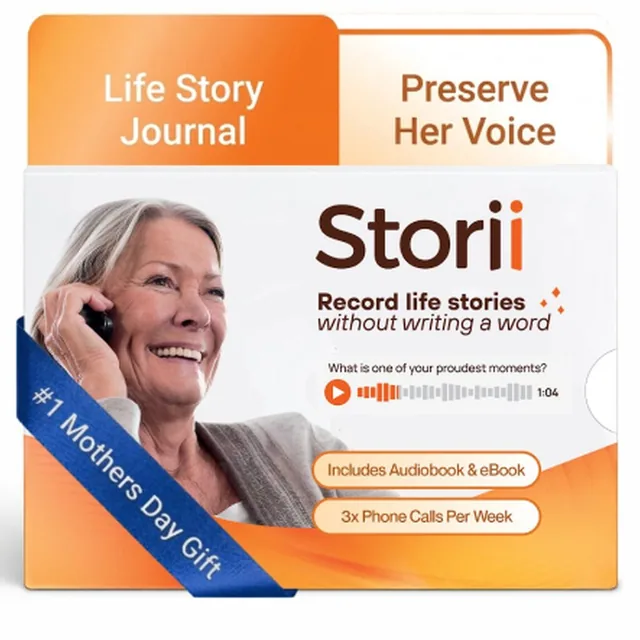 Life Story
Journal
Preserve
Her Voice
Storii
Record life stories
without writing a word
What is one of your proudest moments?
1:04
Includes Audiobook & eBook
3x Phone Calls Per Week
#1 Mothers Day Gift